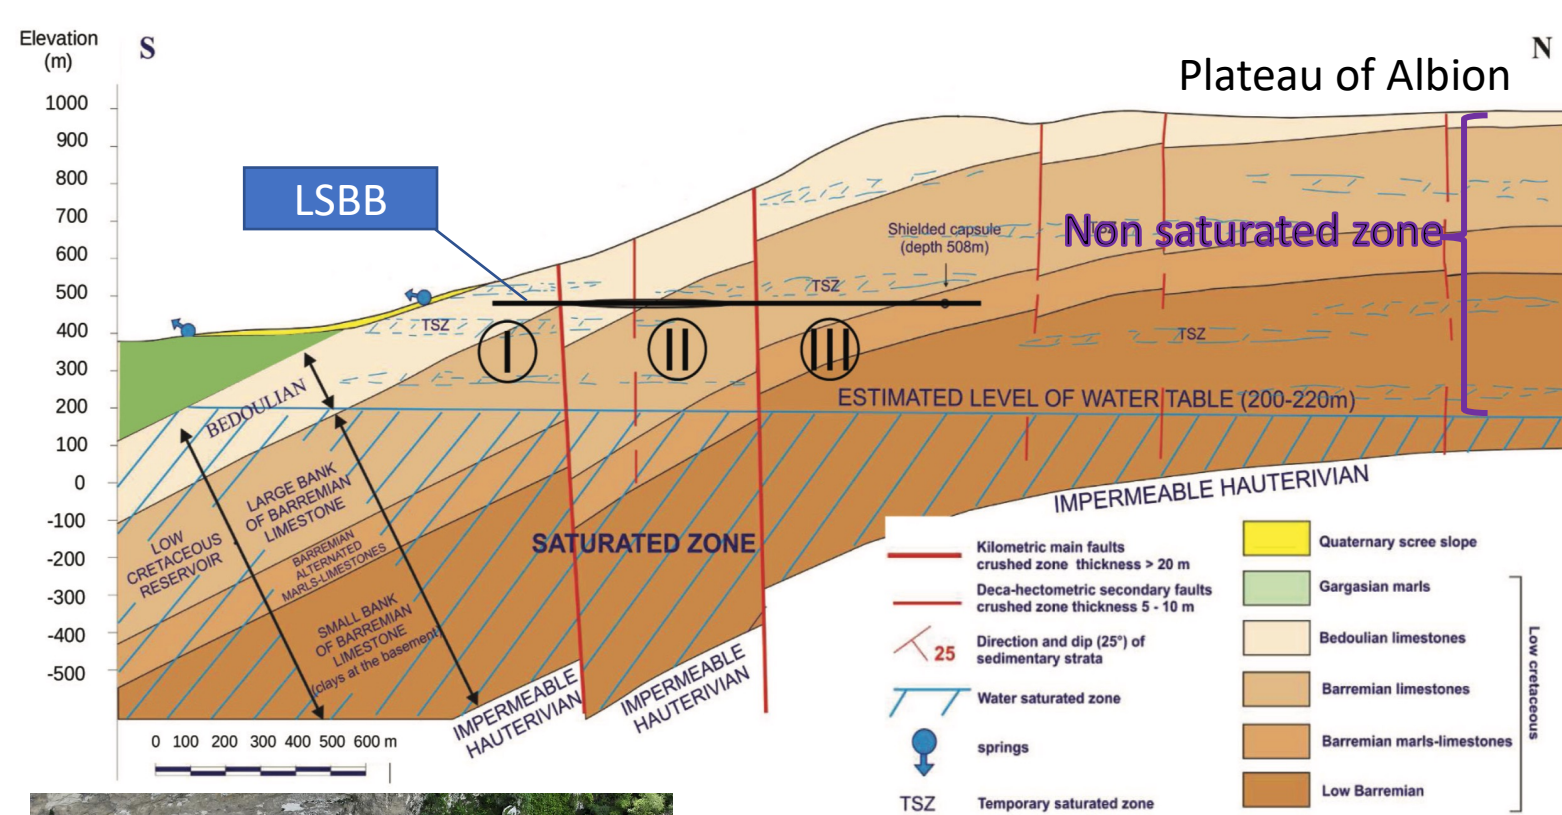 Elevation
(m)
S
N
Plateau of Albion
1000
900
800
700
600
500
400
300
200
100
0
-100
-200
-300
-400
-500
LSBB
Shielded capsule
(depth 508m)
Non saturated zone
TSZ
TSZ
TSZ
I
II
III
ESTIMATED LEVEL OF WATER TABLE (200-220m)
BEDOULIAN
LARGE BANK
OF BARREMIAN
LIMESTONE
LOW
CRETACEOUS
RESERVOIR
BARREMIAN
ALTERNATED
MARLS-LIMESTONES
SMALL BANK
OF BARREMIAN
LIMESTONE
(clays at the basement)
SATURATED ZONE
IMPERMEABLE HAUTERIVIAN
IMPERMEABLE
HAUTERIVIAN
IMPERMEABLE
HAUTERIVIAN
0 100 200 300 400 500 600 m
Kilometric main faults
crushed zone thickness > 20 m
Deca-hectometric secondary faults
crushed zone thickness 5 - 10 m
25
Direction and dip (25°) of
sedimentary strata
Water saturated zone
springs
TSZ
Temporary saturated zone
Quaternary scree slope
Gargasian marls
Bedoulian limestones
Barremian limestones
Barremian marls-limestones
Low Barremian
Low cretaceous